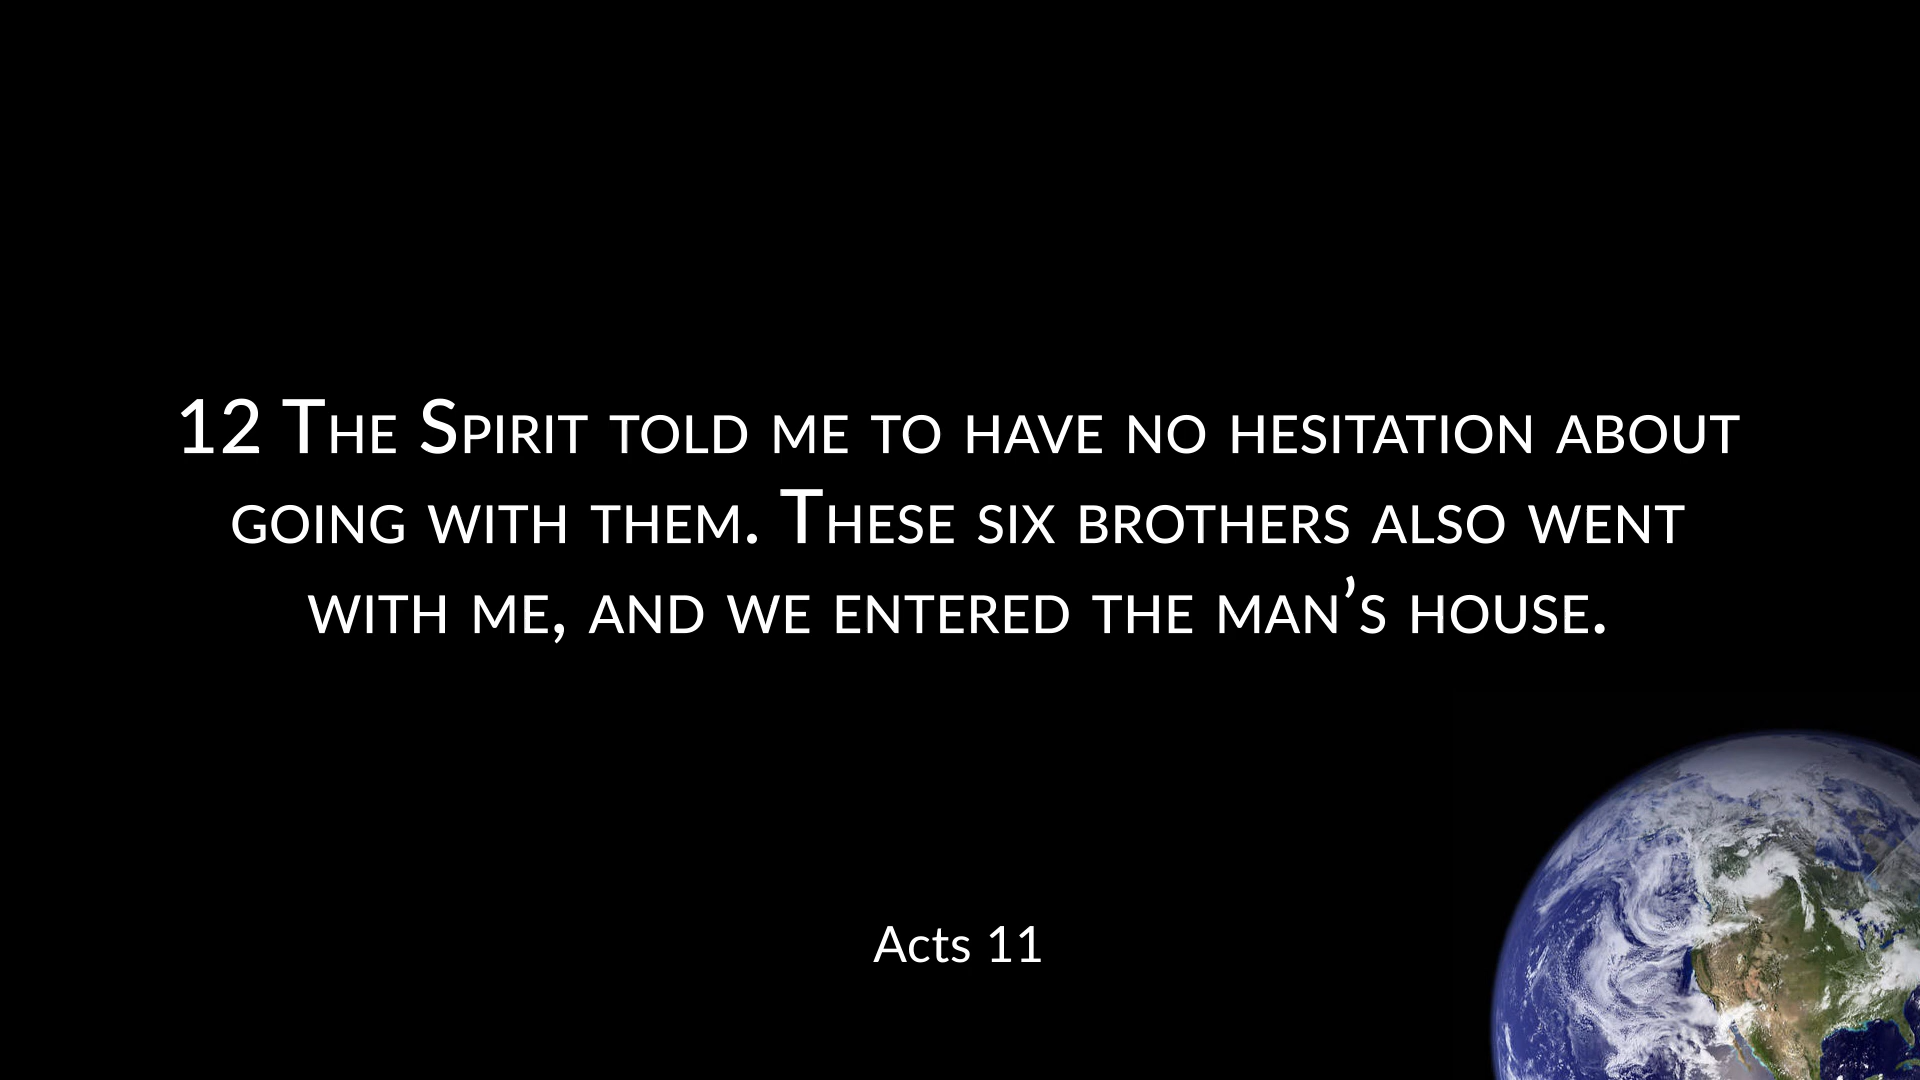 12 The Spirit told me to have no hesitation about
going with them. These six brothers also went
with me, and we entered the man’s house.
Acts 11